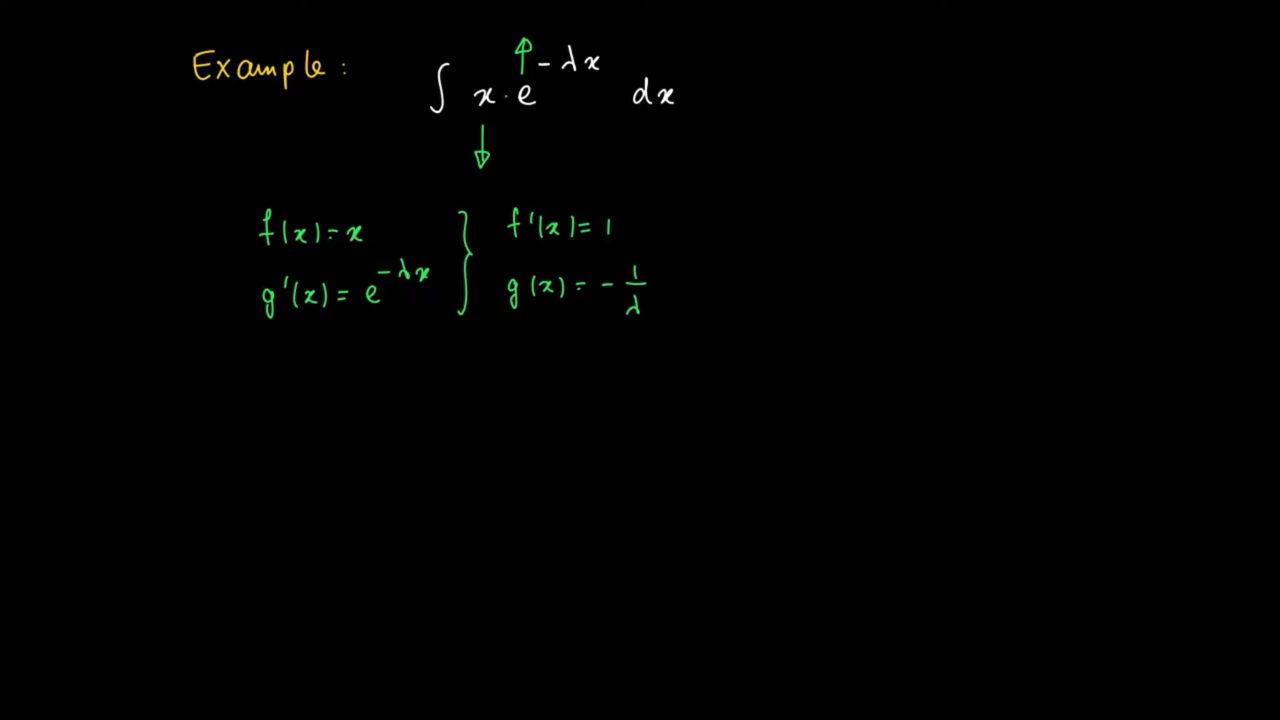 Example: ∫ x · e^{-λx} dx
f(x) = x } f'(x) = 1
g'(x) = e^{-λx} } g(x) = - 1/λ